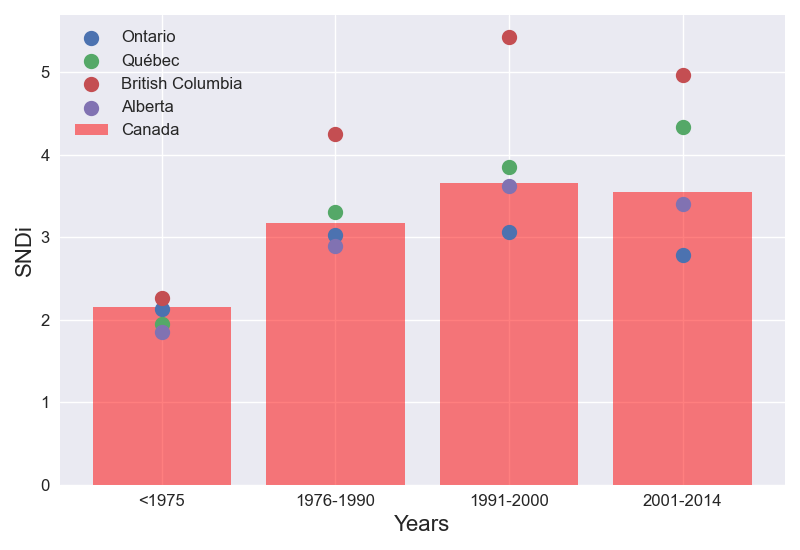 Ontario
Québec
British Columbia
Alberta
Canada
SNDi
5
4
3
2
1
0
<1975
1976-1990
1991-2000
2001-2014
Years